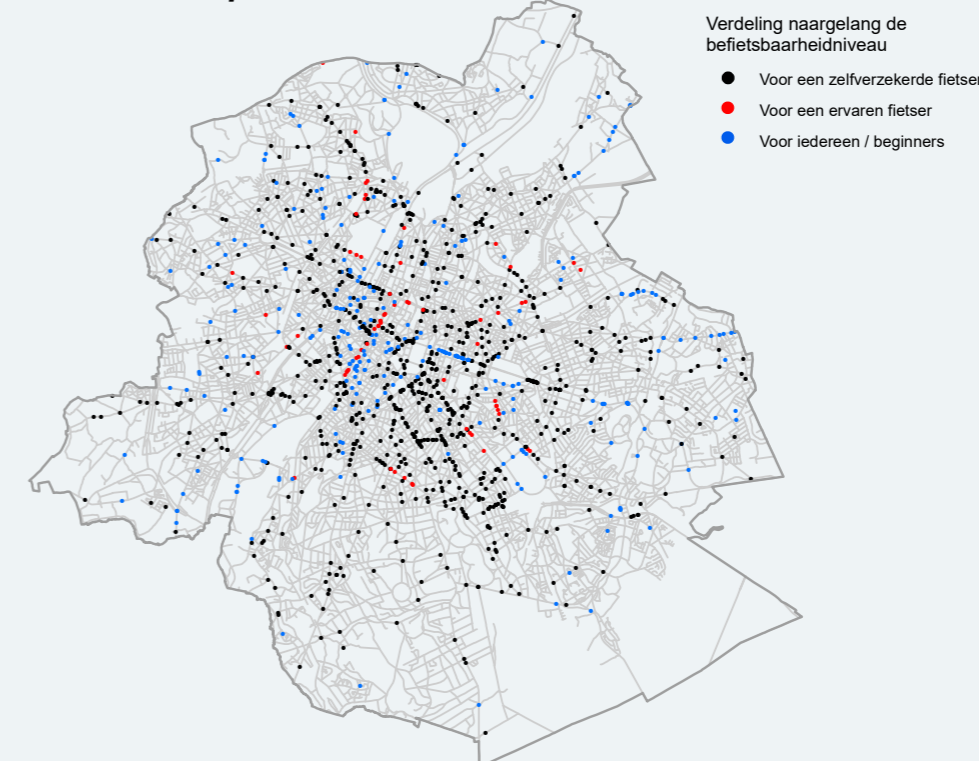 Verdeling naargelang de
befietsbaarheidniveau
Voor een zelfverzekerde fietser
Voor een ervaren fietser
Voor iedereen / beginners